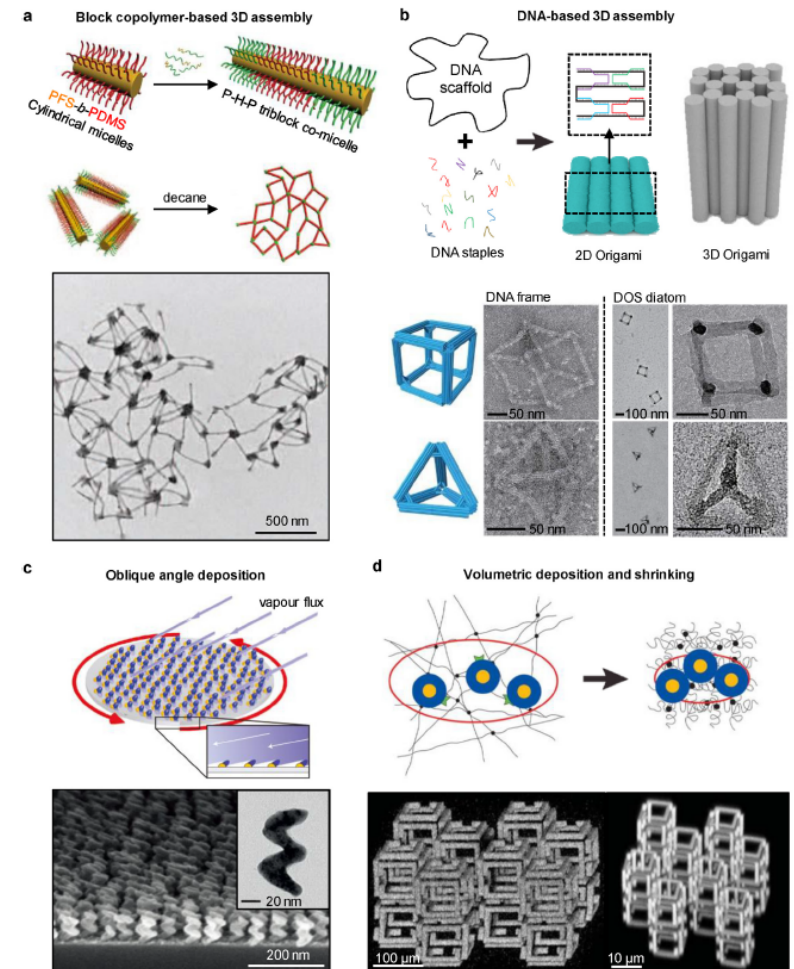 a
Block copolymer-based 3D assembly
PFS-b-PDMS
Cylindrical micelles
P-H-P triblock co-micelle
decane
500 nm
b
DNA-based 3D assembly
DNA
scaffold
+
DNA staples
2D Origami
3D Origami
DNA frame
DOS diatom
50 nm
100 nm
50 nm
50 nm
100 nm
50 nm
c
Oblique angle deposition
vapour flux
20 nm
200 nm
d
Volumetric deposition and shrinking
100 µm
10 µm